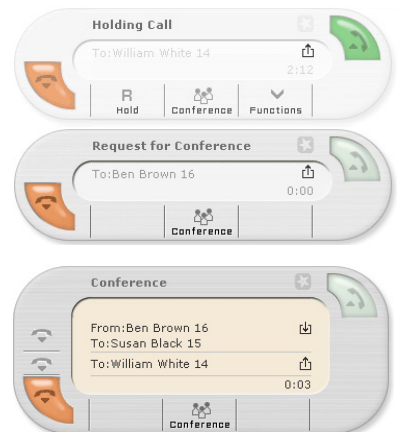 Holding Call
To:William White 14
2:12
R
Hold Conference Functions
Request for Conference
To:Ben Brown 16
0:00
Conference
Conference
From:Ben Brown 16
To:Susan Black 15
To:William White 14
0:03
Conference